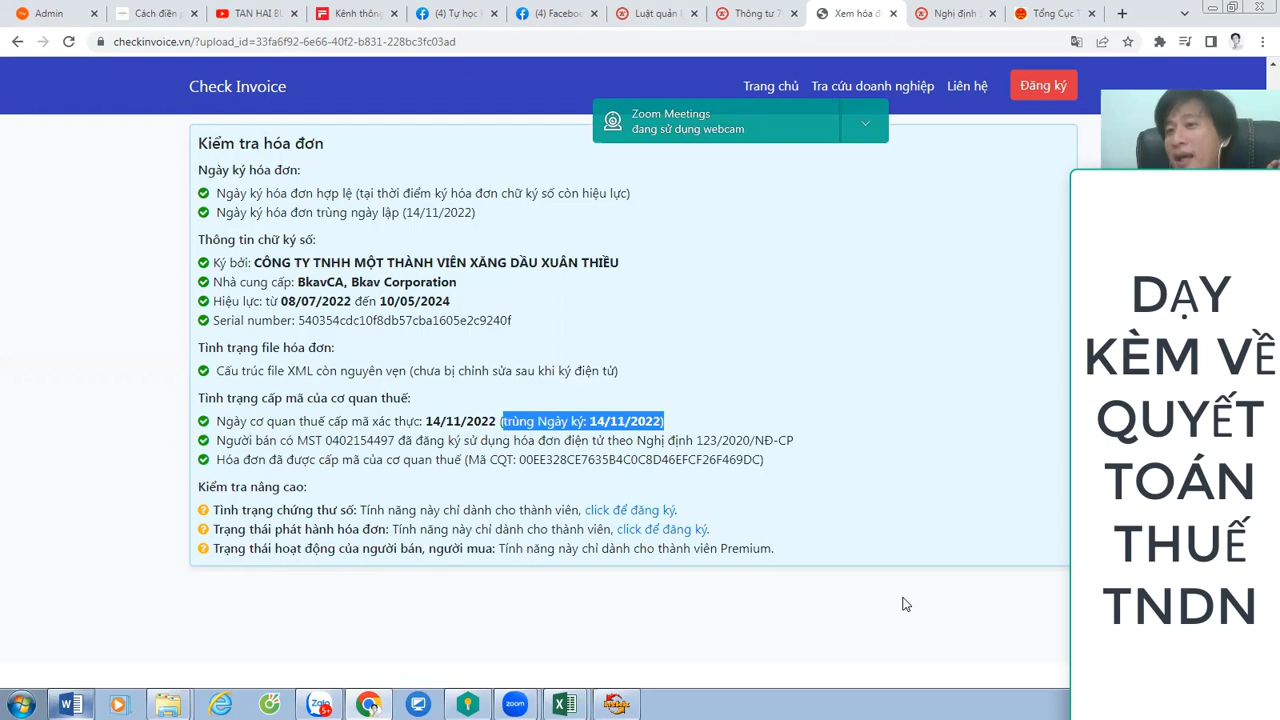 Admin
Cách điền
TAN HAI
Kênh thông
(4) Tự học
(4) Faceboo
Luật quản
Thông tư
Xem hóa đ
Nghị định
Tổng Cục T
checkinvoice.vn/?upload_id=33fa6f92-6e66-40f2-b831-228bc3fc03ad
Check Invoice
Trang chủ
Tra cứu doanh nghiệp
Liên hệ
Đăng ký
Zoom Meetings
đang sử dụng webcam
Kiểm tra hóa đơn
Ngày ký hóa đơn:
Ngày ký hóa đơn hợp lệ (tại thời điểm ký hóa đơn chữ ký số còn hiệu lực)
Ngày ký hóa đơn trùng ngày lập (14/11/2022)
Thông tin chữ ký số:
Ký bởi: CÔNG TY TNHH MỘT THÀNH VIÊN XĂNG DẦU XUÂN THIỀU
Nhà cung cấp: BkavCA, Bkav Corporation
Hiệu lực: từ 08/07/2022 đến 10/05/2024
Serial number: 540354cdc10f8db57cba1605e2c9240f
Tình trạng file hóa đơn:
Cấu trúc file XML còn nguyên vẹn (chưa bị chỉnh sửa sau khi ký điện tử)
Tình trạng cấp mã của cơ quan thuế:
Ngày cơ quan thuế cấp mã xác thực: 14/11/2022 (trùng Ngày ký: 14/11/2022)
Người bán có MST 0402154497 đã đăng ký sử dụng hóa đơn điện tử theo Nghị định 123/2020/NĐ-CP
Hóa đơn đã được cấp mã của cơ quan thuế (Mã CQT: 00EE328CE7635B4C0C8D46EFCF26F469DC)
Kiểm tra nâng cao:
Tình trạng chứng thư số: Tính năng này chỉ dành cho thành viên, click để đăng ký.
Trạng thái phát hành hóa đơn: Tính năng này chỉ dành cho thành viên, click để đăng ký.
Trạng thái hoạt động của người bán, người mua: Tính năng này chỉ dành cho thành viên Premium.
DẠY
KÈM VỀ
QUYẾT
TOÁN
THUẾ
TNDN
Zalo
5+
zoom